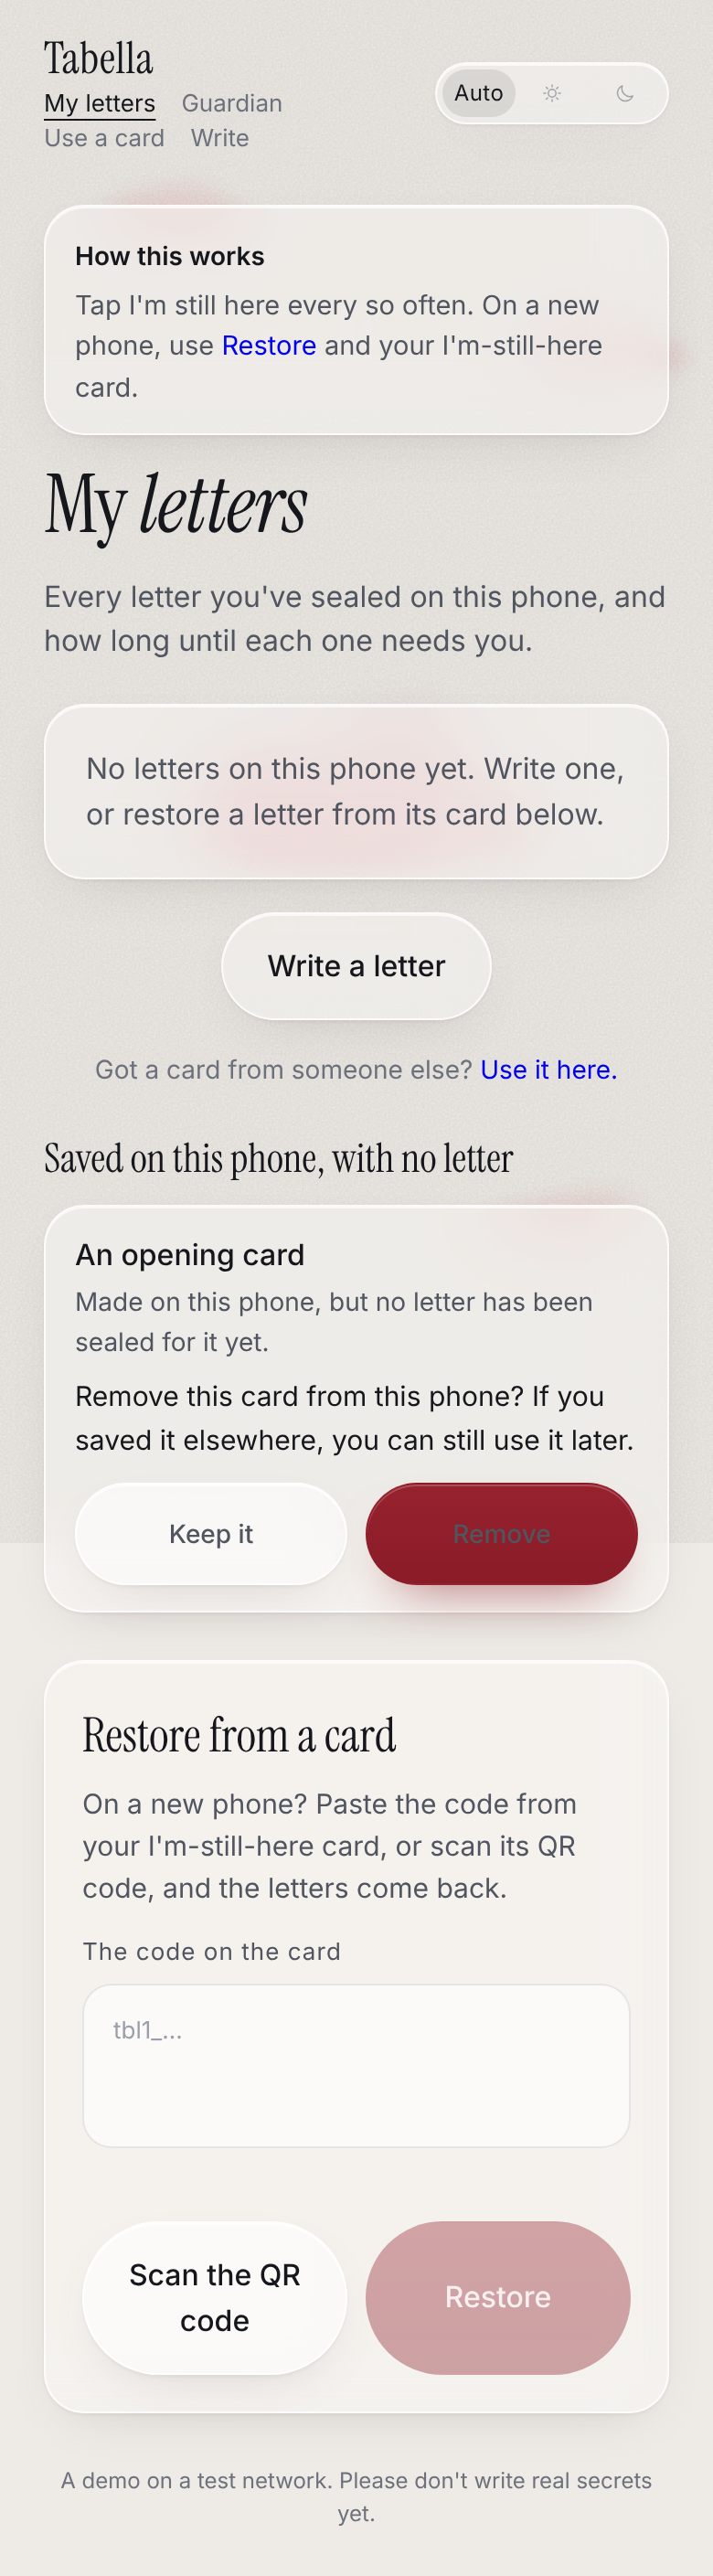 Tabella
My letters Guardian
Use a card Write
Auto
How this works
Tap I'm still here every so often. On a new
phone, use Restore and your I'm-still-here
card.
My letters
Every letter you've sealed on this phone, and
how long until each one needs you.
No letters on this phone yet. Write one,
or restore a letter from its card below.
Write a letter
Got a card from someone else? Use it here.
Saved on this phone, with no letter
An opening card
Made on this phone, but no letter has been
sealed for it yet.
Remove this card from this phone? If you
saved it elsewhere, you can still use it later.
Keep it
Remove
Restore from a card
On a new phone? Paste the code from
your I'm-still-here card, or scan its QR
code, and the letters come back.
The code on the card
tbl1_...
Scan the QR
code
Restore
A demo on a test network. Please don't write real secrets
yet.